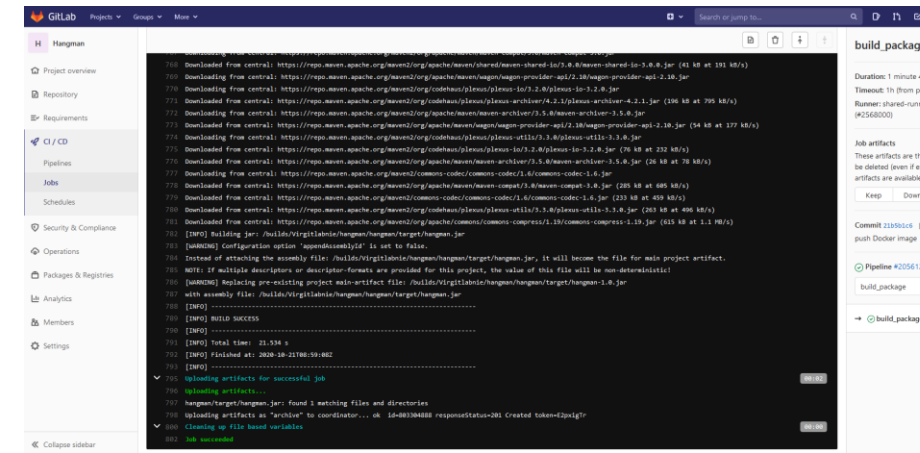 GitLab Projects Groups More Search or jump to...
H Hangman
Project overview
Repository
Requirements
CI / CD
Pipelines
Jobs
Schedules
Security & Compliance
Operations
Packages & Registries
Analytics
Members
Settings
Collapse sidebar
768 Downloaded from central: https://repo.maven.apache.org/maven2/org/apache/maven/shared/maven-shared-io/3.0.0/maven-shared-io-3.0.0.jar (41 kB at 191 kB/s)
769 Downloading from central: https://repo.maven.apache.org/maven2/org/apache/maven/wagon/wagon-provider-api/2.10/wagon-provider-api-2.10.jar
770 Downloading from central: https://repo.maven.apache.org/maven2/org/codehaus/plexus/plexus-io/3.2.0/plexus-io-3.2.0.jar
771 Downloaded from central: https://repo.maven.apache.org/maven2/org/codehaus/plexus/plexus-archiver/4.2.1/plexus-archiver-4.2.1.jar (196 kB at 795 kB/s)
772 Downloading from central: https://repo.maven.apache.org/maven2/org/apache/maven/maven-archiver/3.5.0/maven-archiver-3.5.0.jar
773 Downloaded from central: https://repo.maven.apache.org/maven2/org/apache/maven/wagon/wagon-provider-api/2.10/wagon-provider-api-2.10.jar (54 kB at 177 kB/s)
774 Downloading from central: https://repo.maven.apache.org/maven2/org/codehaus/plexus/plexus-utils/3.3.0/plexus-utils-3.3.0.jar
775 Downloaded from central: https://repo.maven.apache.org/maven2/org/codehaus/plexus/plexus-io/3.2.0/plexus-io-3.2.0.jar (76 kB at 232 kB/s)
776 Downloaded from central: https://repo.maven.apache.org/maven2/org/apache/maven/maven-archiver/3.5.0/maven-archiver-3.5.0.jar (26 kB at 78 kB/s)
777 Downloading from central: https://repo.maven.apache.org/maven2/commons-codec/commons-codec/1.6/commons-codec-1.6.jar
778 Downloaded from central: https://repo.maven.apache.org/maven2/org/apache/maven/maven-compat/3.0/maven-compat-3.0.jar (285 kB at 605 kB/s)
779 Downloaded from central: https://repo.maven.apache.org/maven2/commons-codec/commons-codec/1.6/commons-codec-1.6.jar (233 kB at 459 kB/s)
780 Downloaded from central: https://repo.maven.apache.org/maven2/org/codehaus/plexus/plexus-utils/3.3.0/plexus-utils-3.3.0.jar (263 kB at 496 kB/s)
781 Downloaded from central: https://repo.maven.apache.org/maven2/org/apache/commons/commons-compress/1.19/commons-compress-1.19.jar (615 kB at 1.1 MB/s)
782 [INFO] Building jar: /builds/Virgitlabnie/hangman/hangman/target/hangman.jar
783 [WARNING] Configuration option 'appendAssemblyId' is set to false.
784 Instead of attaching the assembly file: /builds/Virgitlabnie/hangman/hangman/target/hangman.jar, it will become the file for main project artifact.
785 NOTE: If multiple descriptors or descriptor-formats are provided for this project, the value of this file will be non-deterministic!
786 [WARNING] Replacing pre-existing project main-artifact file: /builds/Virgitlabnie/hangman/hangman/target/hangman-1.0.jar
787 with assembly file: /builds/Virgitlabnie/hangman/hangman/target/hangman.jar
788 [INFO] ------------------------------------------------------------------------
789 [INFO] BUILD SUCCESS
790 [INFO] ------------------------------------------------------------------------
791 [INFO] Total time: 21.534 s
792 [INFO] Finished at: 2020-10-21T08:59:08Z
793 [INFO] ------------------------------------------------------------------------
795 Uploading artifacts for successful job 00:02
796 Uploading artifacts...
797 hangman/target/hangman.jar: found 1 matching files and directories
798 Uploading artifacts as "archive" to coordinator... ok id=803304888 responseStatus=201 Created token=E2pxigTr
800 Cleaning up file based variables 00:00
802 Job succeeded
build_packag
Duration: 1 minute 4
Timeout: 1h (from p
Runner: shared-run
(#2568000)
Job artifacts
These artifacts are th
be deleted (even if e
artifacts are available
Keep Down
Commit 21b5b1c6
push Docker image
Pipeline #20561
build_package
→ build_packag